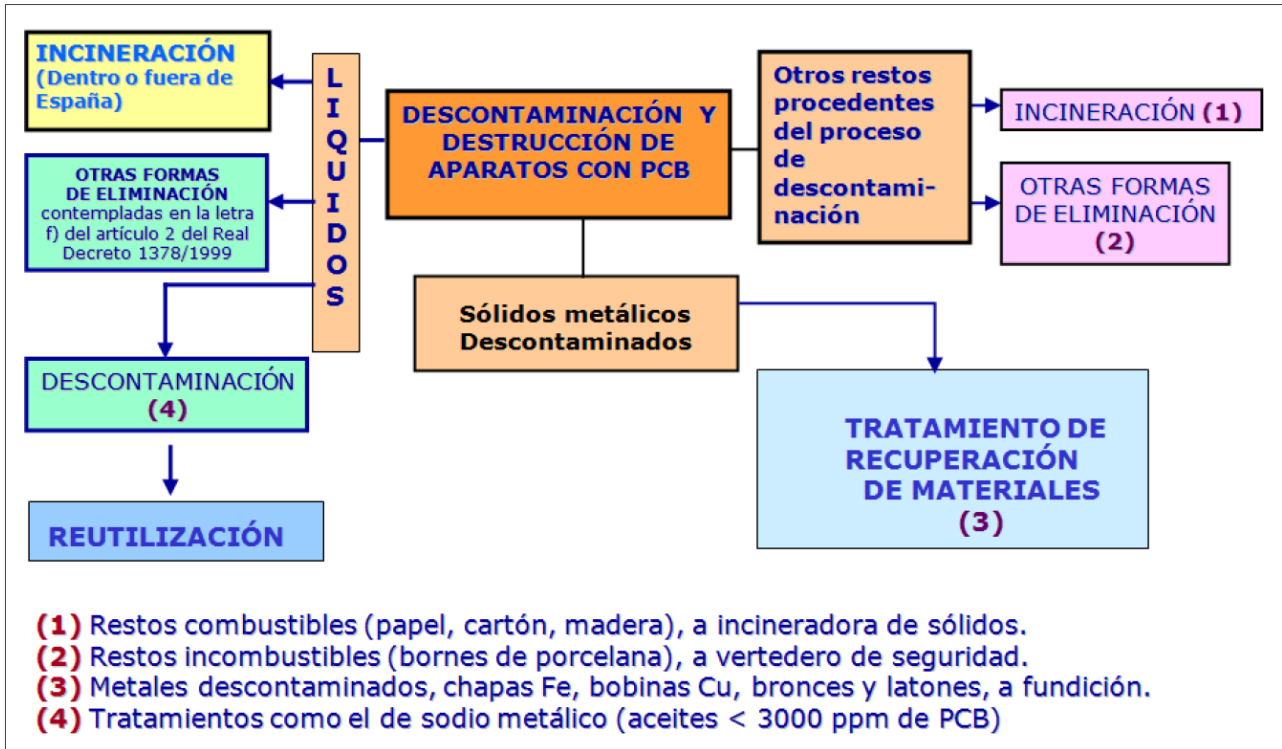 INCINERACIÓN
(Dentro o fuera de
España)
OTRAS FORMAS
DE ELIMINACIÓN
contempladas en la letra
f) del artículo 2 del Real
Decreto 1378/1999
L
I
Q
U
I
D
O
S
DESCONTAMINACIÓN Y
DESTRUCCIÓN DE
APARATOS CON PCB
Otros restos
procedentes
del proceso
de
descontami-
nación
INCINERACIÓN (1)
OTRAS FORMAS
DE ELIMINACIÓN
(2)
Sólidos metálicos
Descontaminados
DESCONTAMINACIÓN
(4)
REUTILIZACIÓN
TRATAMIENTO DE
RECUPERACIÓN
DE MATERIALES
(3)
(1) Restos combustibles (papel, cartón, madera), a incineradora de sólidos.
(2) Restos incombustibles (bornes de porcelana), a vertedero de seguridad.
(3) Metales descontaminados, chapas Fe, bobinas Cu, bronces y latones, a fundición.
(4) Tratamientos como el de sodio metálico (aceites < 3000 ppm de PCB)